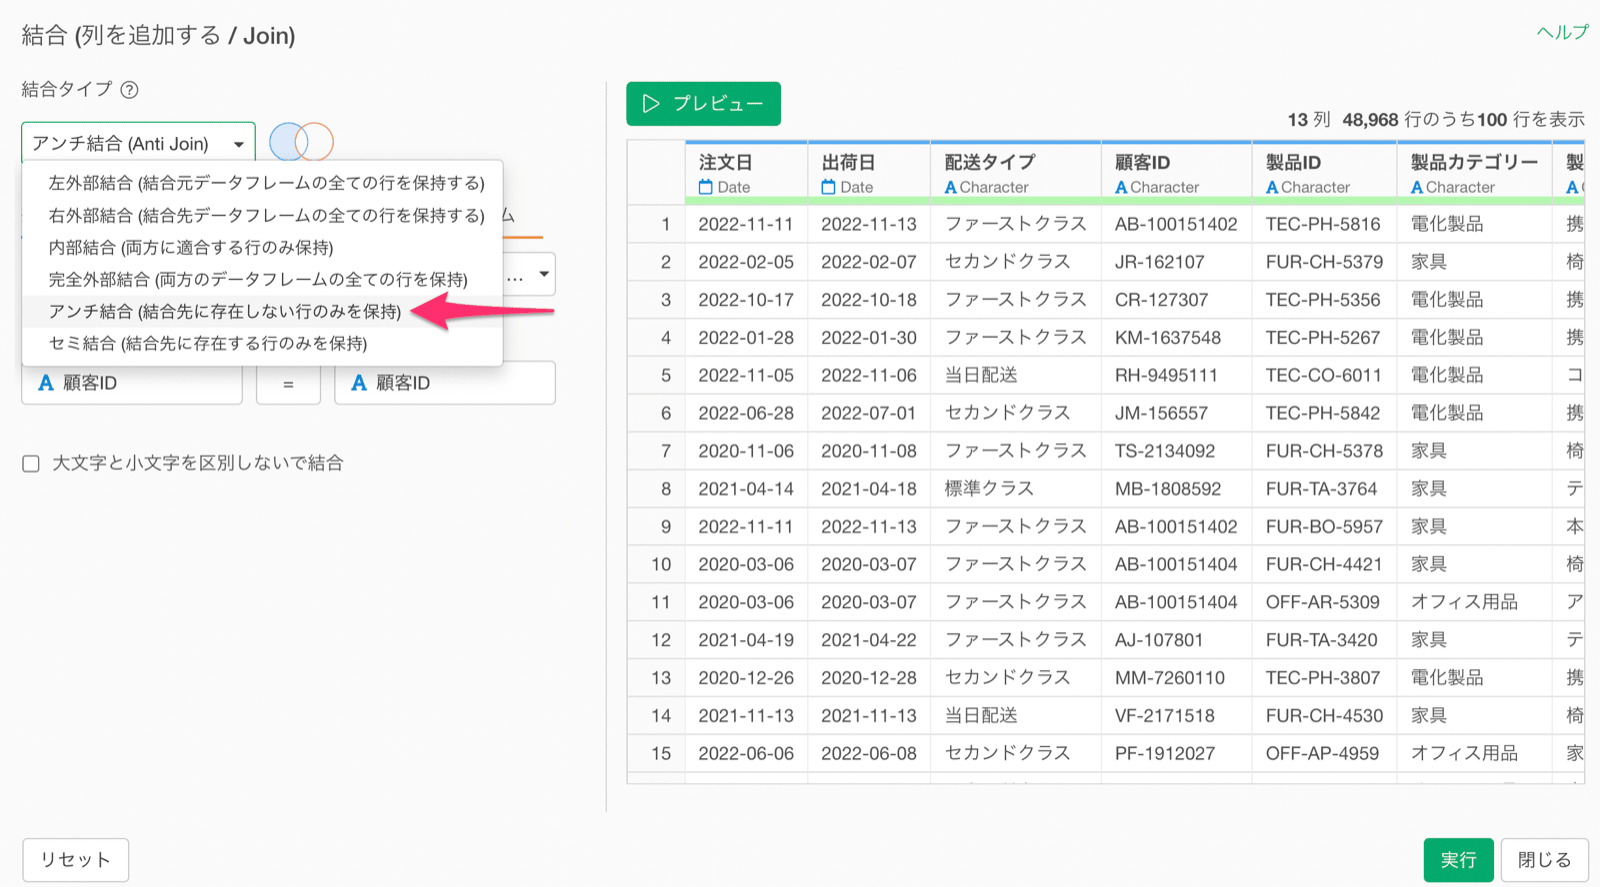 結合 (列を追加する / Join)
ヘルプ
結合タイプ ?
アンチ結合 (Anti Join)
左外部結合 (結合元データフレームの全ての行を保持する)
右外部結合 (結合先データフレームの全ての行を保持する)
内部結合 (両方に適合する行のみ保持)
完全外部結合 (両方のデータフレームの全ての行を保持)
アンチ結合 (結合先に存在しない行のみを保持)
セミ結合 (結合先に存在する行のみを保持)
ム
...
A 顧客ID = A 顧客ID
大文字と小文字を区別しないで結合
プレビュー
13 列 48,968 行のうち100 行を表示
注文日 出荷日 配送タイプ 顧客ID 製品ID 製品カテゴリー 製
Date Date A Character A Character A Character A Character A
1 2022-11-11 2022-11-13 ファーストクラス AB-100151402 TEC-PH-5816 電化製品 携
2 2022-02-05 2022-02-07 セカンドクラス JR-162107 FUR-CH-5379 家具 椅
3 2022-10-17 2022-10-18 ファーストクラス CR-127307 TEC-PH-5356 電化製品 携
4 2022-01-28 2022-01-30 ファーストクラス KM-1637548 TEC-PH-5267 電化製品 携
5 2022-11-05 2022-11-06 当日配送 RH-9495111 TEC-CO-6011 電化製品 コ
6 2022-06-28 2022-07-01 セカンドクラス JM-156557 TEC-PH-5842 電化製品 携
7 2020-11-06 2020-11-08 ファーストクラス TS-2134092 FUR-CH-5378 家具 椅
8 2021-04-14 2021-04-18 標準クラス MB-1808592 FUR-TA-3764 家具 テ
9 2022-11-11 2022-11-13 ファーストクラス AB-100151402 FUR-BO-5957 家具 本
10 2020-03-06 2020-03-07 ファーストクラス AB-100151404 FUR-CH-4421 家具 椅
11 2020-03-06 2020-03-07 ファーストクラス AB-100151404 OFF-AR-5309 オフィス用品 ア
12 2021-04-19 2021-04-22 ファーストクラス AJ-107801 FUR-TA-3420 家具 テ
13 2020-12-26 2020-12-28 セカンドクラス MM-7260110 TEC-PH-3807 電化製品 携
14 2021-11-13 2021-11-13 当日配送 VF-2171518 FUR-CH-4530 家具 椅
15 2022-06-06 2022-06-08 セカンドクラス PF-1912027 OFF-AP-4959 オフィス用品 家
リセット
実行
閉じる